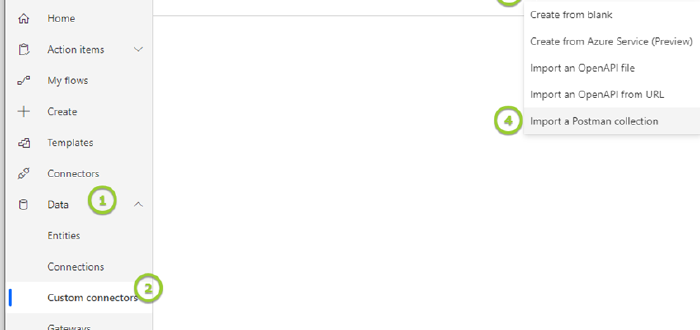 Home
Action items
My flows
Create
Templates
Connectors
Data 1
Entities
Connections
Custom connectors 2
Gateways
Create from blank
Create from Azure Service (Preview)
Import an OpenAPI file
Import an OpenAPI from URL
4 Import a Postman collection